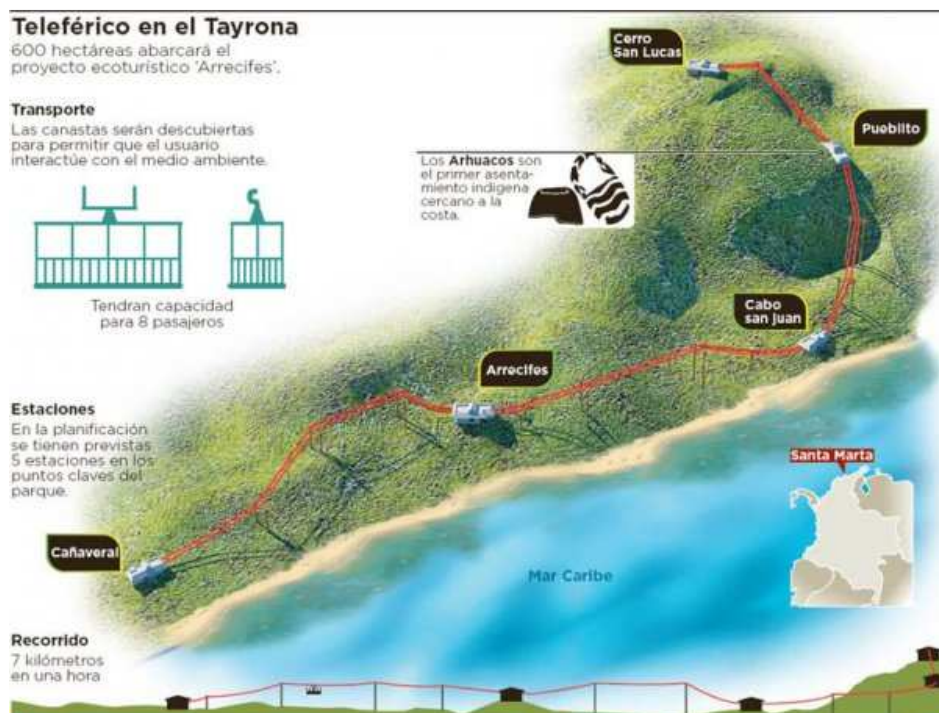 Teleférico en el Tayrona
600 hectáreas abarcará el
proyecto ecoturístico 'Arrecifes'.
Transporte
Las canastas serán descubiertas
para permitir que el usuario
interactúe con el medio ambiente.
Tendran capacidad
para 8 pasajeros
Cerro
San Lucas
Pueblito
Los Arhuacos son
el primer asenta-
miento indigena
cercano a la
costa.
Cabo
san juan
Arrecifes
Estaciones
En la planificación
se tienen previstas
5 estaciones en los
puntos claves del
parque.
Santa Marta
Cañaveral
Mar Caribe
Recorrido
7 kilómetros
en una hora